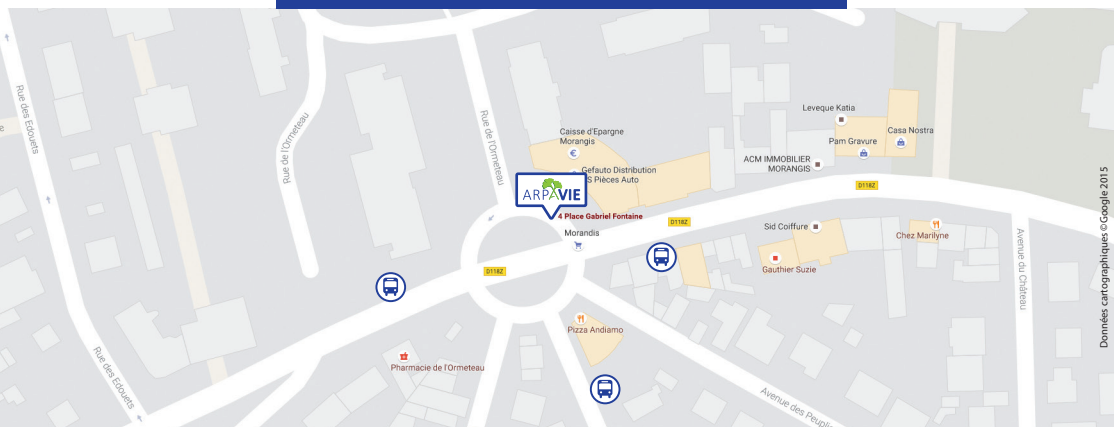 Rue des Edouets
Rue de l'Ormeteau
Rue de l'Ormeteau
Caisse d'Epargne
Morangis
€
Gefauto Distribution
S Pièces Auto
ARPAVIE
4 Place Gabriel Fontaine
Morandis
D118Z
D118Z
D118Z
Leveque Katia
Casa Nostra
Pam Gravure
ACM IMMOBILIER
MORANGIS
Sid Coiffure
Gauthier Suzie
Chez Marilyne
Avenue du Château
Pizza Andiamo
Pharmacie de l'Ormeteau
Rue des Edouets
Avenue des Peupli
Données cartographiques ©Google 2015